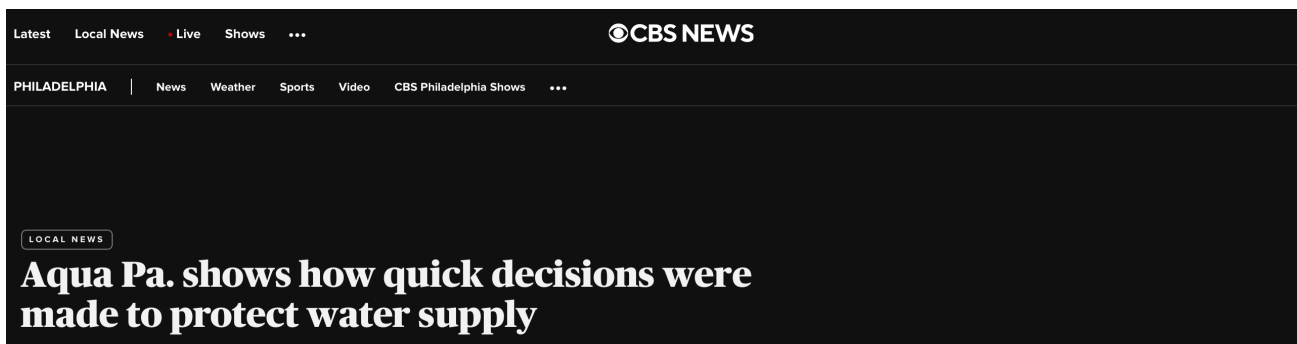 Latest Local News • Live Shows •••
CBS NEWS
PHILADELPHIA | News Weather Sports Video CBS Philadelphia Shows •••
LOCAL NEWS
Aqua Pa. shows how quick decisions were
made to protect water supply